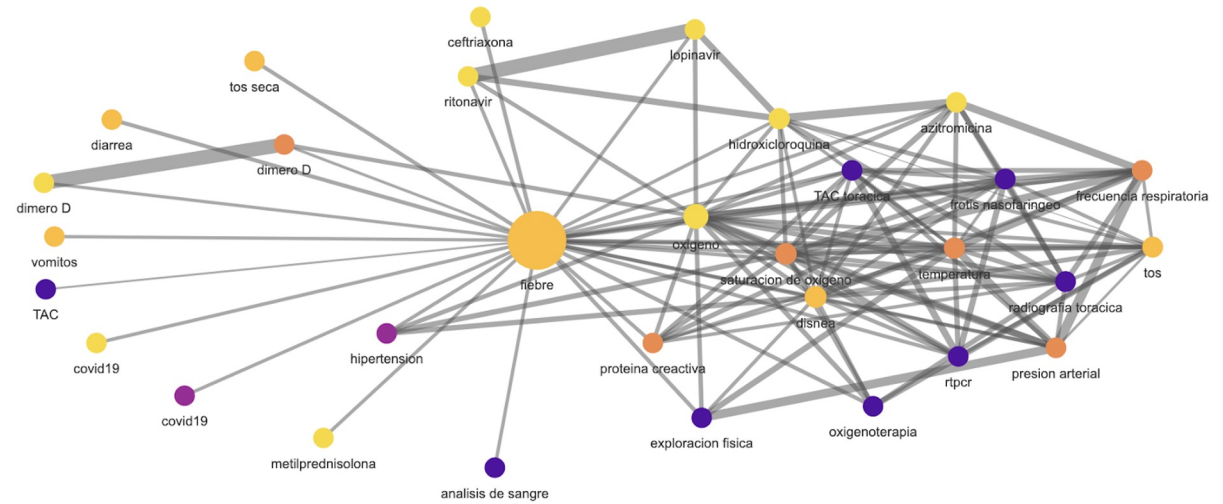 ceftriaxona
lopinavir
tos seca
ritonavir
azitromicina
diarrea
hidroxicloroquina
dimero D
TAC toracica
frecuencia respiratoria
frotis nasofaringeo
dimero D
oxigeno
vomitos
saturacion de oxigeno
temperatura
tos
fiebre
radiografia toracica
TAC
disnea
hipertension
covid19
proteina creactiva
presion arterial
rtpcr
covid19
oxigenoterapia
exploracion fisica
metilprednisolona
analisis de sangre